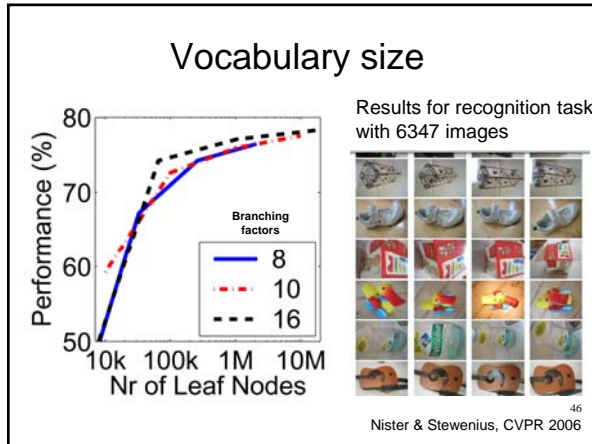 Vocabulary size
Results for recognition task
with 6347 images
Performance (%)
80
70
60
50
Branching
factors
8
10
16
10k 100k 1M 10M
Nr of Leaf Nodes
46
Nister & Stewenius, CVPR 2006